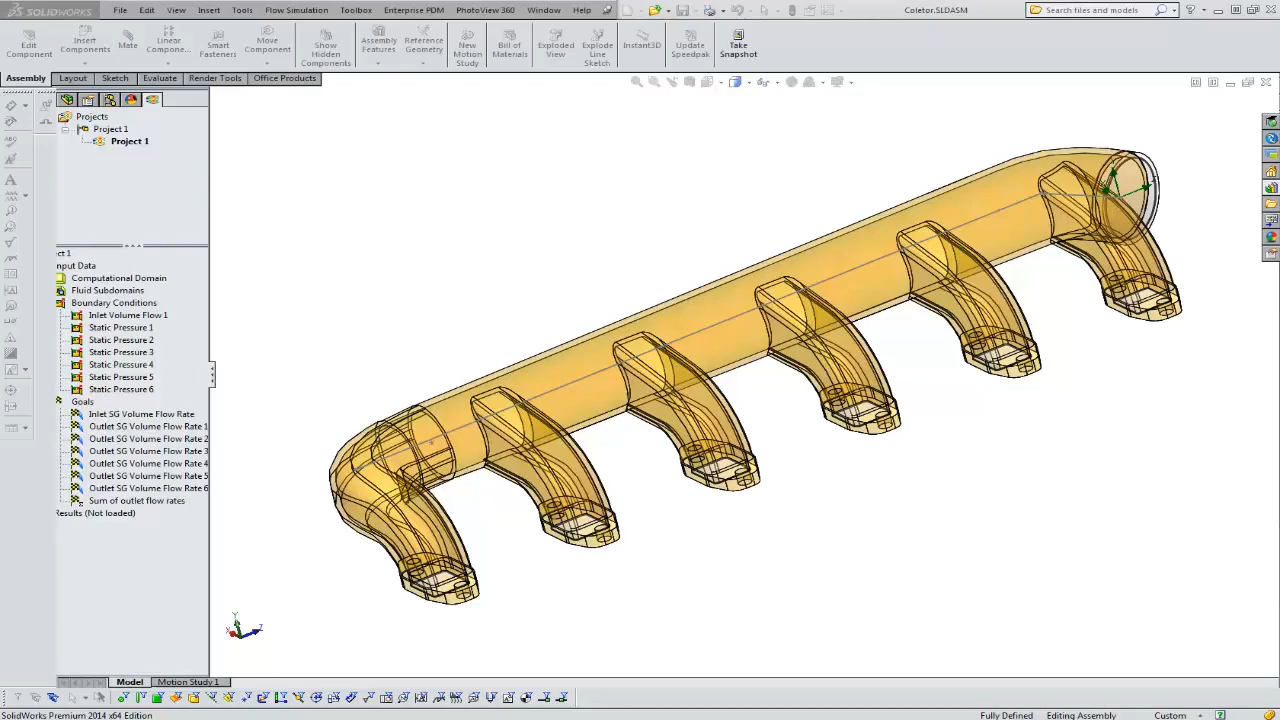 SOLIDWORKS File Edit View Insert Tools Flow Simulation Toolbox Enterprise PDM PhotoView 360 Window Help Coletor.SLDASM Search files and models
Edit Component
Insert Components
Mate
Linear Compone...
Smart Fasteners
Move Component
Show Hidden Components
Assembly Features
Reference Geometry
New Motion Study
Bill of Materials
Exploded View
Explode Line Sketch
Instant3D
Update Speedpak
Take Snapshot
Assembly Layout Sketch Evaluate Render Tools Office Products
Projects
Project 1
Project 1
ect 1
nput Data
Computational Domain
Fluid Subdomains
Boundary Conditions
Inlet Volume Flow 1
Static Pressure 1
Static Pressure 2
Static Pressure 3
Static Pressure 4
Static Pressure 5
Static Pressure 6
Goals
Inlet SG Volume Flow Rate
Outlet SG Volume Flow Rate 1
Outlet SG Volume Flow Rate 2
Outlet SG Volume Flow Rate 3
Outlet SG Volume Flow Rate 4
Outlet SG Volume Flow Rate 5
Outlet SG Volume Flow Rate 6
Sum of outlet flow rates
Results (Not loaded)
Y
X Z
Model Motion Study 1
SolidWorks Premium 2014 x64 Edition Fully Defined Editing Assembly Custom